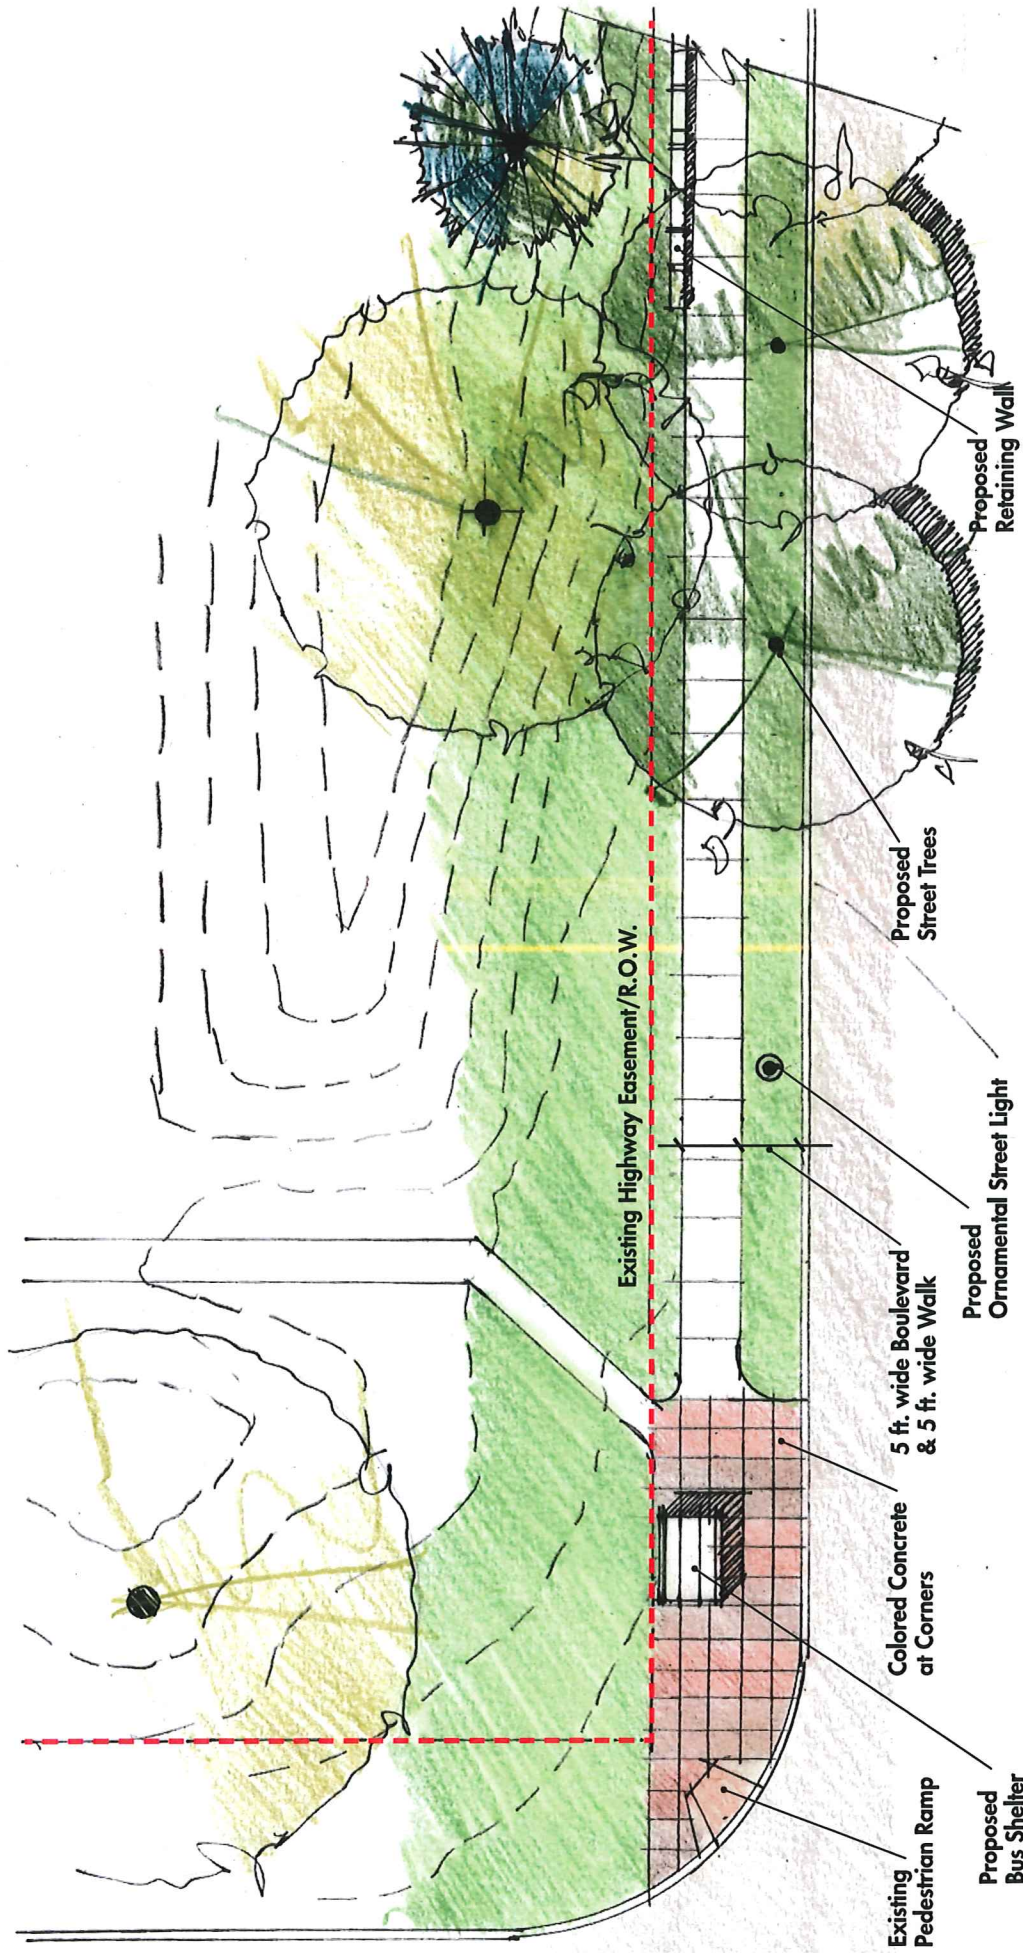 Existing Highway Easement/R.O.W.
Existing
Pedestrian Ramp
Proposed
Bus Shelter
Colored Concrete
at Corners
5 ft. wide Boulevard
& 5 ft. wide Walk
Proposed
Ornamental Street Light
Proposed
Street Trees
Proposed
Retaining Wall